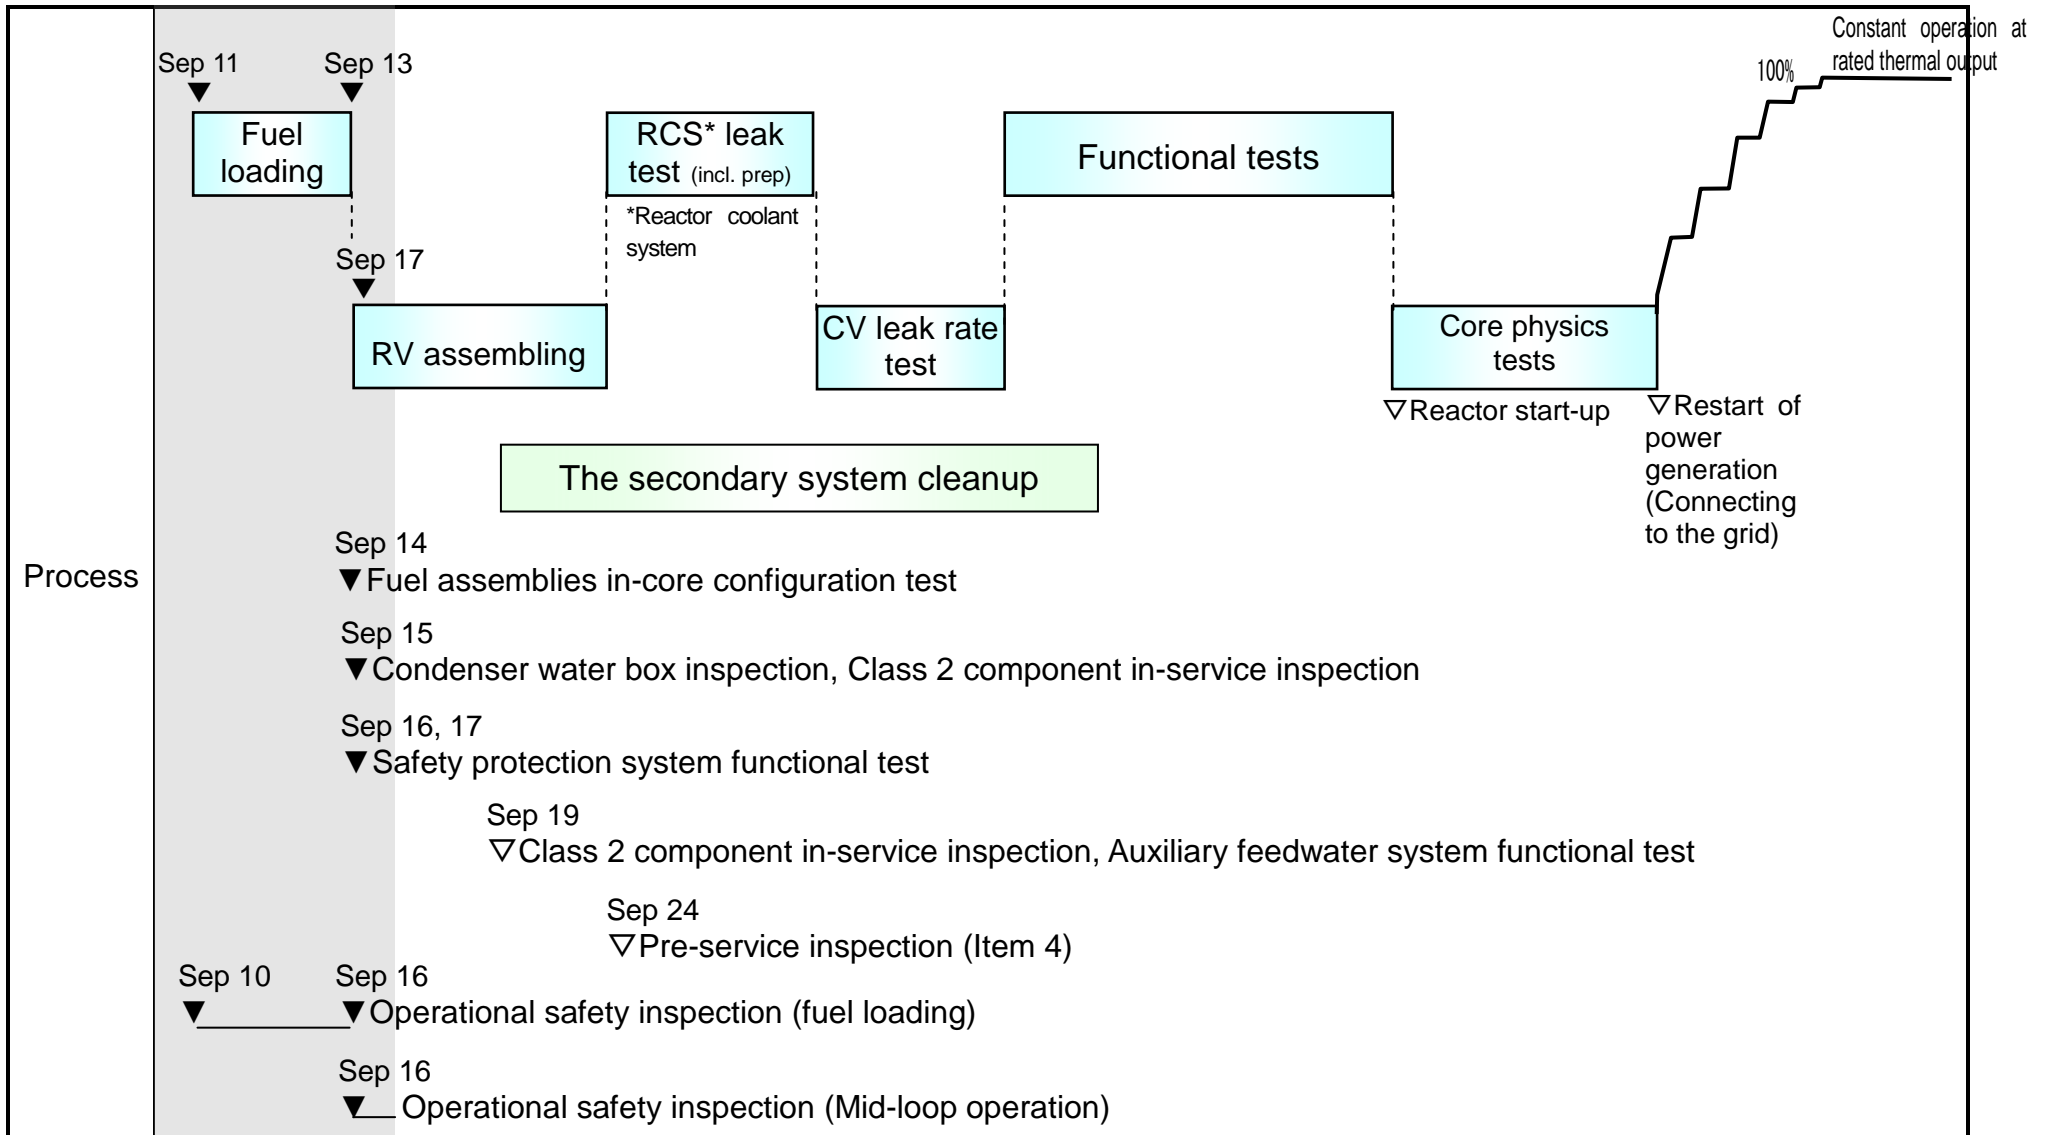 Constant operation at
rated thermal output
100%
Sep 11
Sep 13
Fuel
loading
RCS* leak
test (incl. prep)
Functional tests
*Reactor coolant
system
Sep 17
RV assembling
CV leak rate
test
Core physics
tests
▽Reactor start-up
▽Restart of
power
generation
(Connecting
to the grid)
The secondary system cleanup
Process
Sep 14
▼Fuel assemblies in-core configuration test
Sep 15
▼Condenser water box inspection, Class 2 component in-service inspection
Sep 16, 17
▼Safety protection system functional test
Sep 19
▽Class 2 component in-service inspection, Auxiliary feedwater system functional test
Sep 24
▽Pre-service inspection (Item 4)
Sep 10
Sep 16
▼Operational safety inspection (fuel loading)
Sep 16
▼ Operational safety inspection (Mid-loop operation)